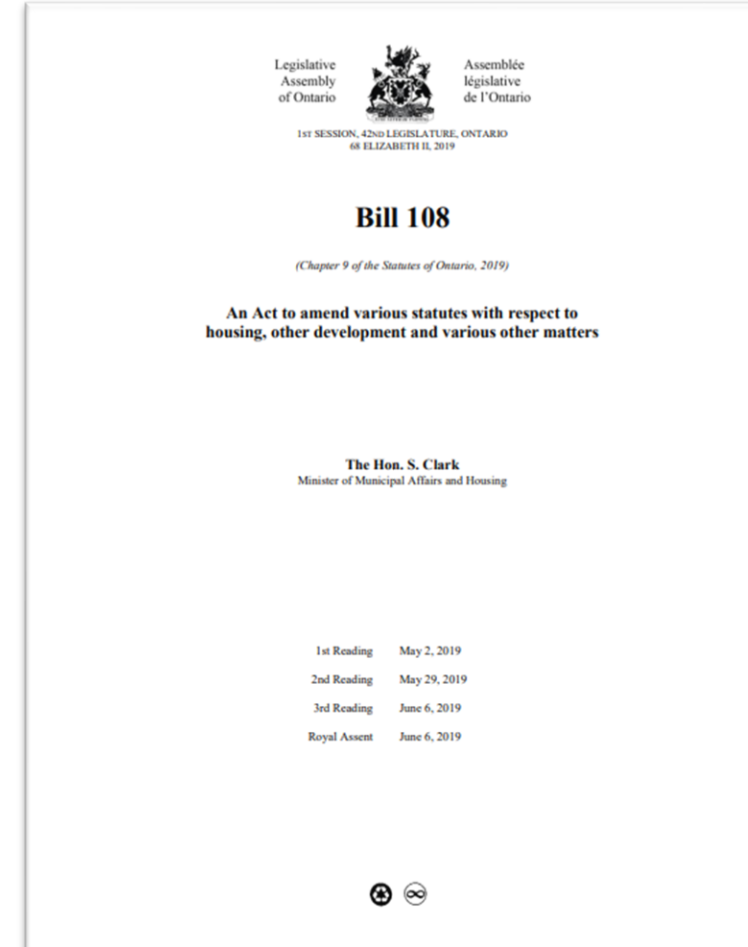 Legislative
Assembly
of Ontario
Assemblée
législative
de l'Ontario
1ST SESSION, 42ND LEGISLATURE, ONTARIO
68 ELIZABETH II, 2019
Bill 108
(Chapter 9 of the Statutes of Ontario, 2019)
An Act to amend various statutes with respect to
housing, other development and various other matters
The Hon. S. Clark
Minister of Municipal Affairs and Housing
1st Reading May 2, 2019
2nd Reading May 29, 2019
3rd Reading June 6, 2019
Royal Assent June 6, 2019